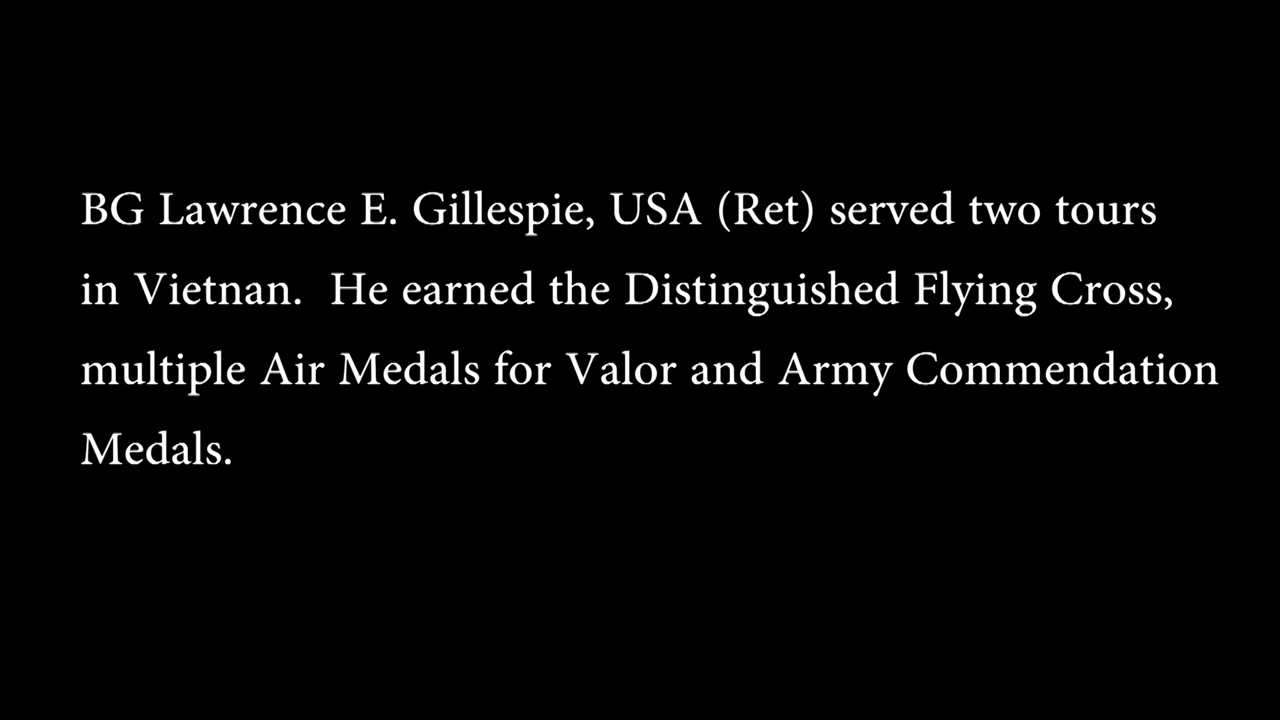 BG Lawrence E. Gillespie, USA (Ret) served two tours
in Vietnan.  He earned the Distinguished Flying Cross,
multiple Air Medals for Valor and Army Commendation
Medals.